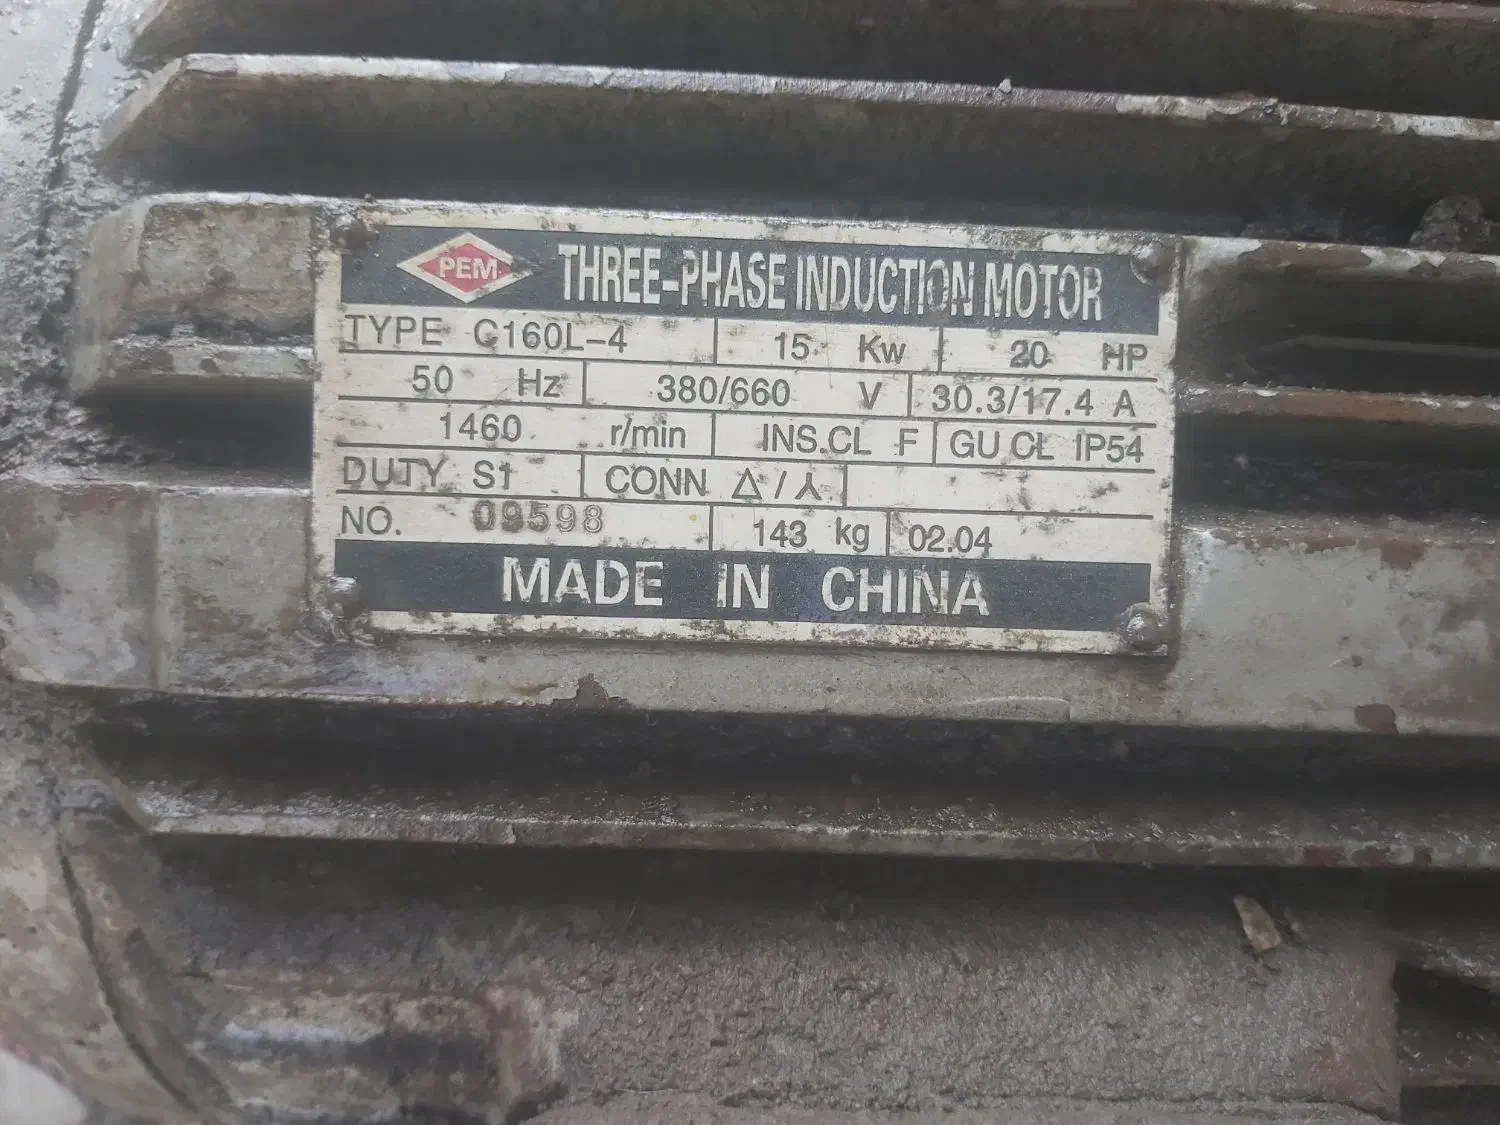 PEM THREE-PHASE INDUCTION MOTOR
TYPE C160L-4 15 Kw 20 HP
50 Hz 380/660 V 30.3/17.4 A
1460 r/min INS.CL F GU CL IP54
DUTY S1 CONN △/⅄
NO. 09598 143 kg 02.04
MADE IN CHINA